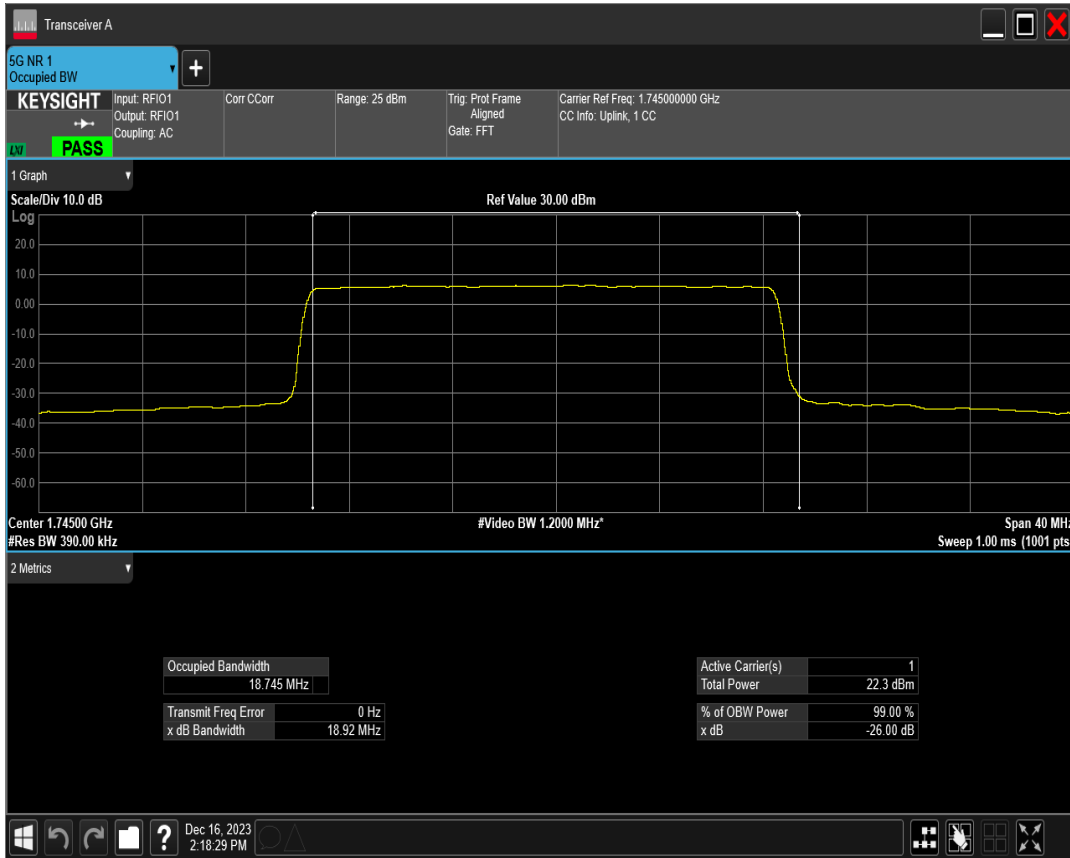 Transceiver A
5G NR 1
Occupied BW
KEYSIGHT
LXI
PASS
Input: RFIO1
Output: RFIO1
Coupling: AC
Corr CCorr
Range: 25 dBm
Trig: Prot Frame
Aligned
Gate: FFT
Carrier Ref Freq: 1.745000000 GHz
CC Info: Uplink, 1 CC
1 Graph
Scale/Div 10.0 dB
Ref Value 30.00 dBm
Log
20.0
10.0
0.00
-10.0
-20.0
-30.0
-40.0
-50.0
-60.0
Center 1.74500 GHz
#Video BW 1.2000 MHz*
Span 40 MHz
#Res BW 390.00 kHz
Sweep 1.00 ms (1001 pts
2 Metrics
Occupied Bandwidth
18.745 MHz
Transmit Freq Error 0 Hz
x dB Bandwidth 18.92 MHz
Active Carrier(s) 1
Total Power 22.3 dBm
% of OBW Power 99.00 %
x dB -26.00 dB
?
Dec 16, 2023
2:18:29 PM